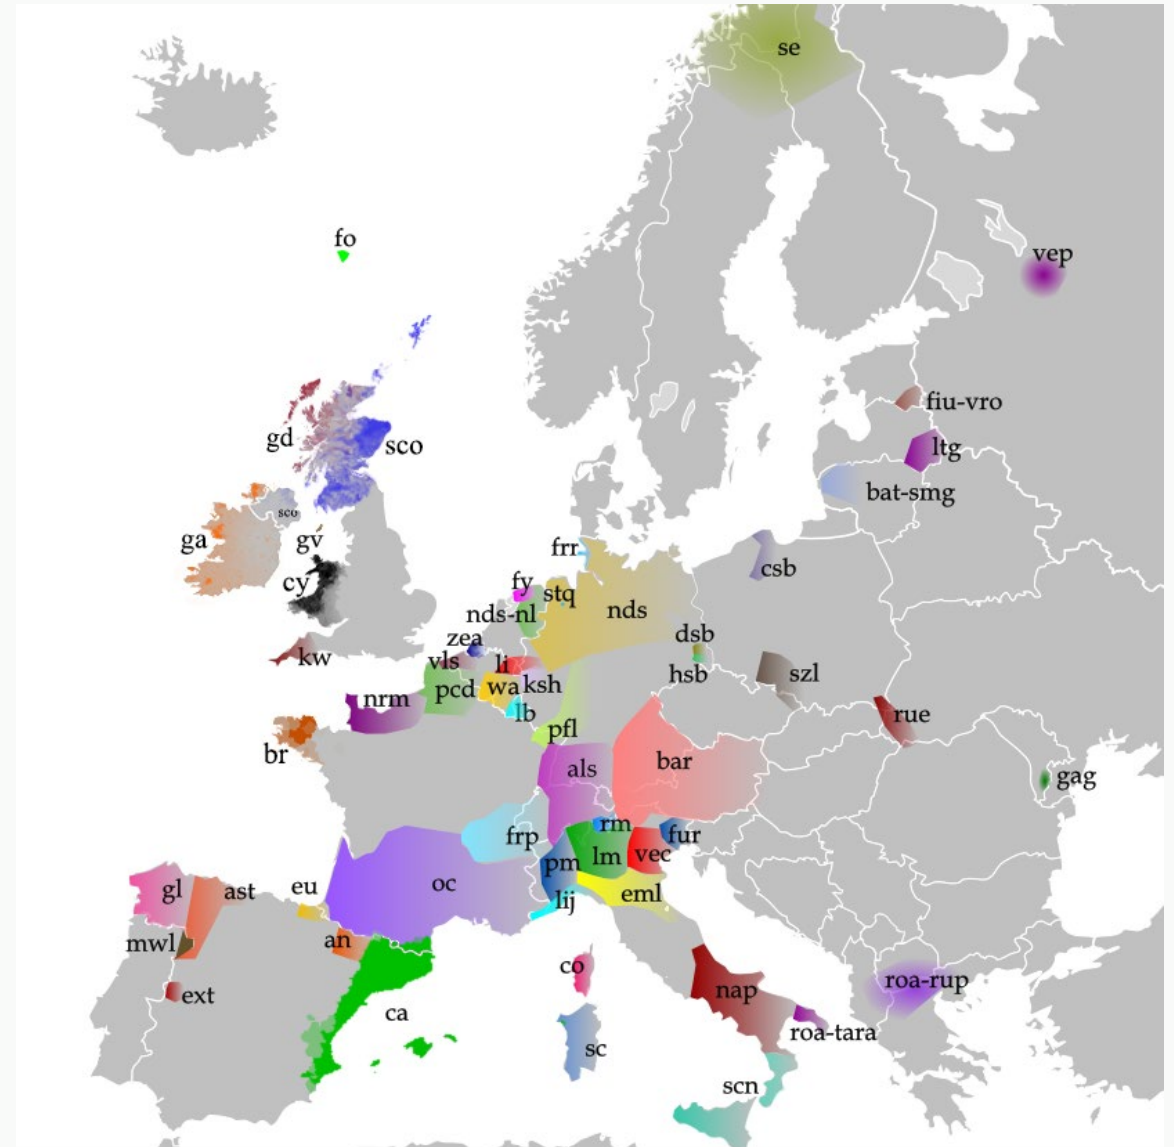 se
fo
vep
fiu-vro
gd
sco
ltg
bat-smg
sco
ga
gv
frr
csb
cy
fy
stq
nds-nl
nds
zea
dsb
kw
vls
li
hsb
szl
wa
ksh
pcd
nrm
lb
rue
br
pfl
als
bar
gag
rm
frp
fur
pm
lm
vec
gl
ast
eu
oc
eml
lij
mwl
an
co
roa-rup
ext
nap
ca
roa-tara
sc
scn